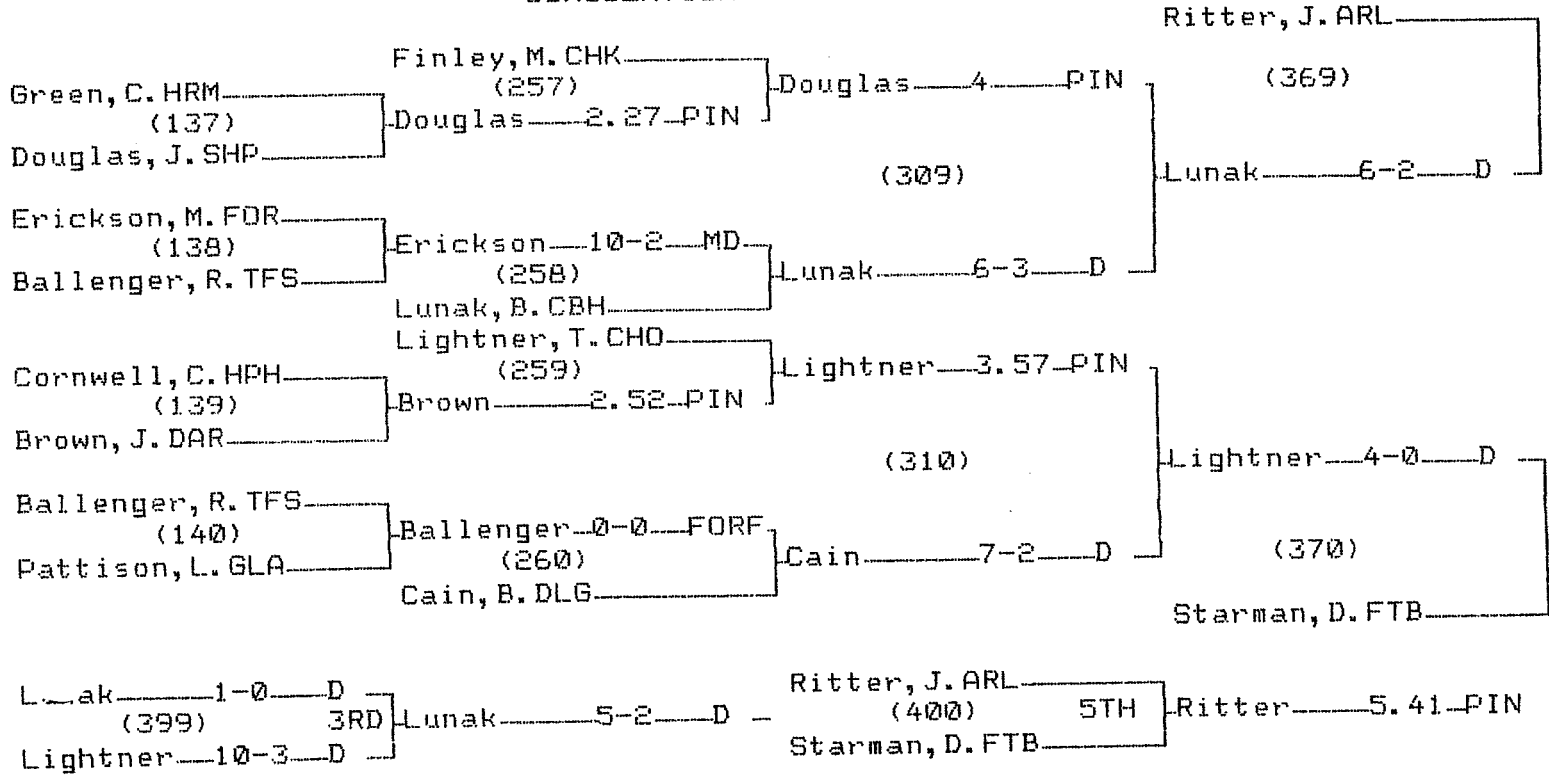 Ritter, J. ARL
Finley, M. CHK
(257)
(369)
Green, C. HRM
(137)
Douglas 4 PIN
Douglas 2.27 PIN
Douglas, J. SHP
(309)
Lunak 6-2 D
Erickson, M. FOR
(138)
Erickson 10-2 MD
(258)
Ballenger, R. TFS
Lunak 6-3 D
Lunak, B. CBH
Lightner, T. CHO
(259)
Lightner 3.57 PIN
Cornwell, C. HPH
(139)
Brown 2.52 PIN
Brown, J. DAR
(310)
Lightner 4-0 D
Ballenger, R. TFS
(140)
Ballenger 0-0 FORF
(260)
Pattison, L. GLA
Cain 7-2 D
(370)
Cain, B. DLG
Starman, D. FTB
L ak 1-0 D
(399) 3RD
Lunak 5-2 D
Lightner 10-3 D
Ritter, J. ARL
(400) 5TH
Ritter 5.41 PIN
Starman, D. FTB